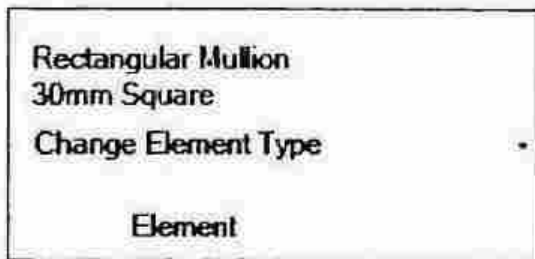 Rectangular Mullion
30mm Square
Change Element Type
Element